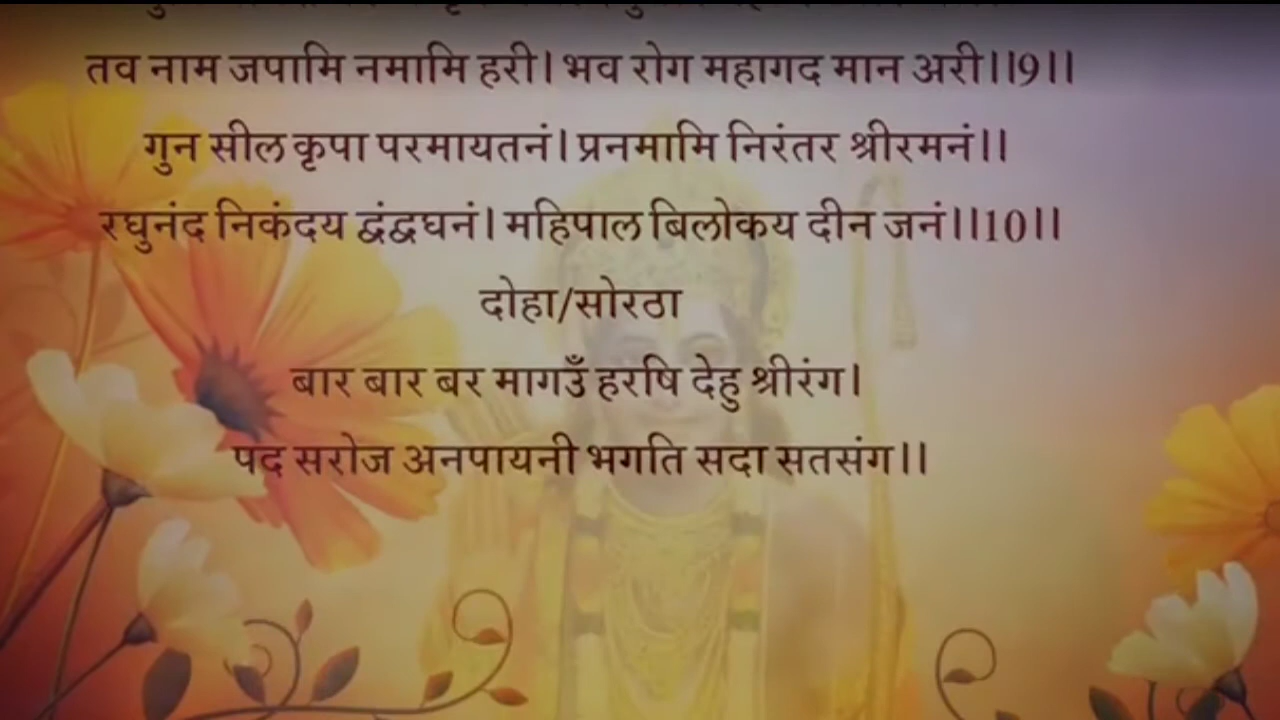 तव नाम जपामि नमामि हरी। भव रोग महागद मान अरी।।9।।
गुन सील कृपा परमायतनं। प्रनमामि निरंतर श्रीरमनं।।
रघुनंद निकंदय द्वंद्वघनं। महिपाल बिलोकय दीन जनं।।10।।
दोहा/सोरठा
बार बार बर मागउँ हरषि देहु श्रीरंग।
पद सरोज अनपायनी भगति सदा सतसंग।।